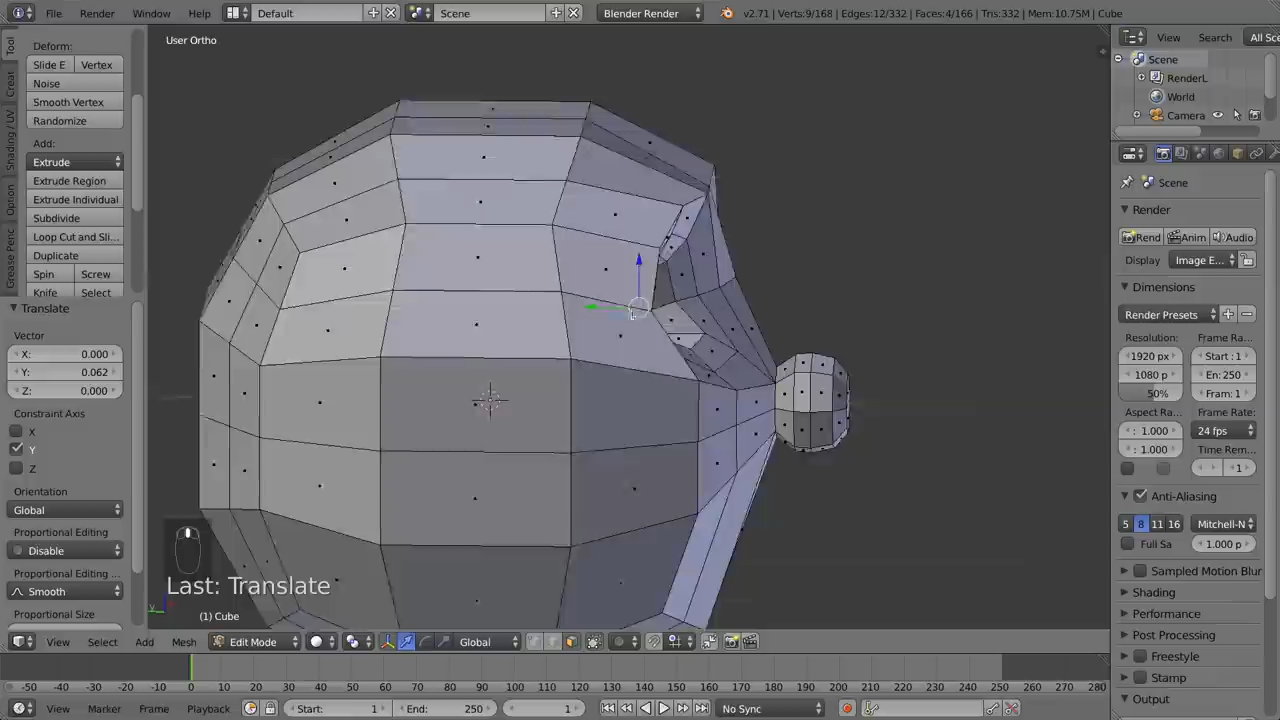 File Render Window Help Default Scene Blender Render v2.71 | Verts:9/168 | Edges:12/332 | Faces:4/166 | Tris:332 | Mem:10.75M | Cube
User Ortho
Tool
Creat
Shading / UV
Option
Grease Penc
Deform:
Slide E Vertex
Noise
Smooth Vertex
Randomize
Add:
Extrude
Extrude Region
Extrude Individual
Subdivide
Loop Cut and Sli...
Duplicate
Spin Screw
Knife Select
Translate
Vector
X: 0.000
Y: 0.062
Z: 0.000
Constraint Axis
X
Y
Z
Orientation
Global
Proportional Editing
Disable
Proportional Editing ...
Smooth
Proportional Size
Last: Translate
(1) Cube
View Select Add Mesh Edit Mode Global
-50 -40 -30 -20 -10 0 10 20 30 40 50 60 70 80 90 100 110 120 130 140 150 160 170 180 190 200 210 220 230 240 250 260 270 280
View Marker Frame Playback Start: 1 End: 250 1 No Sync
View Search All Sce
Scene
RenderL
World
Camera
Scene
Render
Rend Anim Audio
Display Image E...
Dimensions
Render Presets
Resolution: Frame Ra...
1920 px Start : 1
1080 p En: 250
50% Fram: 1
Aspect Ra... Frame Rate:
: 1.000 24 fps
: 1.000 Time Rem...
1
Anti-Aliasing
5 8 11 16 Mitchell-N
Full Sa 1.000 p
Sampled Motion Blur
Shading
Performance
Post Processing
Freestyle
Stamp
Output